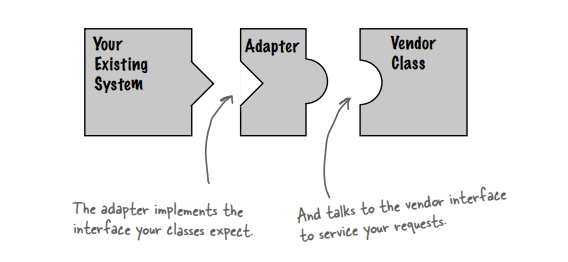 Your
Existing
System
Adapter
Vendor
Class
The adapter implements the
interface your classes expect.
And talks to the vendor interface
to service your requests.